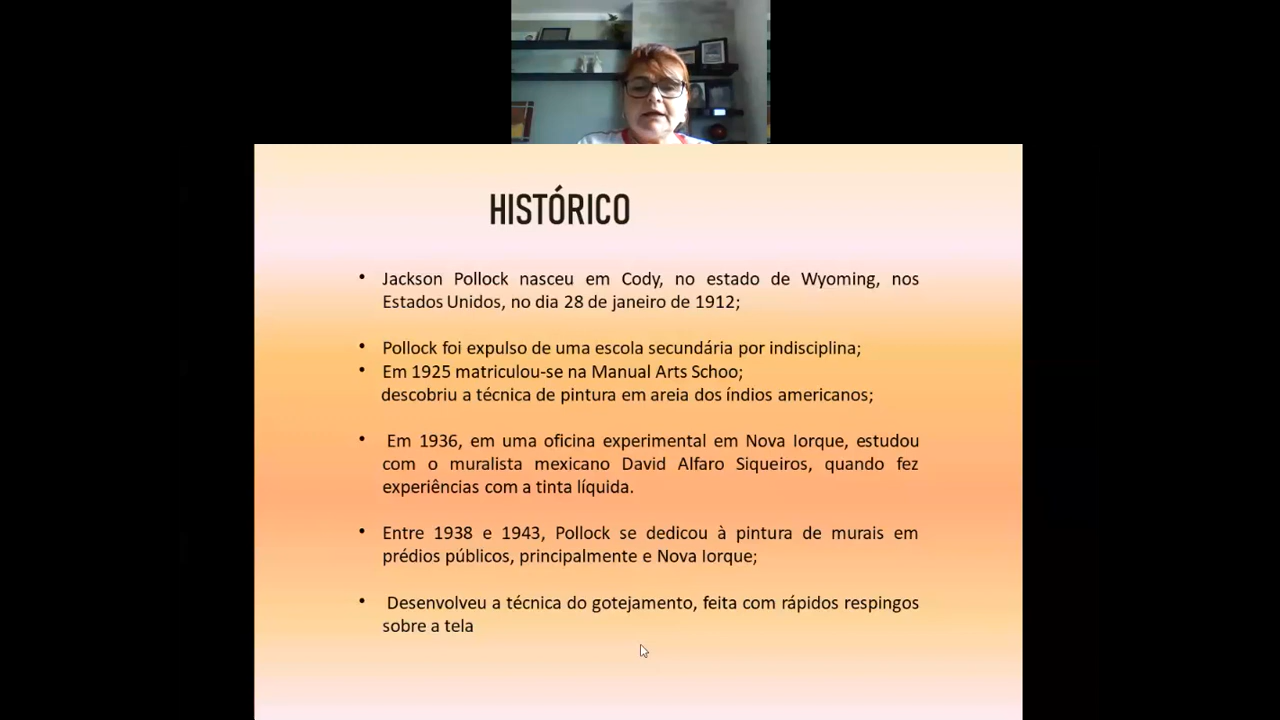 HISTÓRICO
• Jackson Pollock nasceu em Cody, no estado de Wyoming, nos
Estados Unidos, no dia 28 de janeiro de 1912;
• Pollock foi expulso de uma escola secundária por indisciplina;
• Em 1925 matriculou-se na Manual Arts Schoo;
descobriu a técnica de pintura em areia dos índios americanos;
• Em 1936, em uma oficina experimental em Nova Iorque, estudou
com o muralista mexicano David Alfaro Siqueiros, quando fez
experiências com a tinta líquida.
• Entre 1938 e 1943, Pollock se dedicou à pintura de murais em
prédios públicos, principalmente e Nova Iorque;
• Desenvolveu a técnica do gotejamento, feita com rápidos respingos
sobre a tela